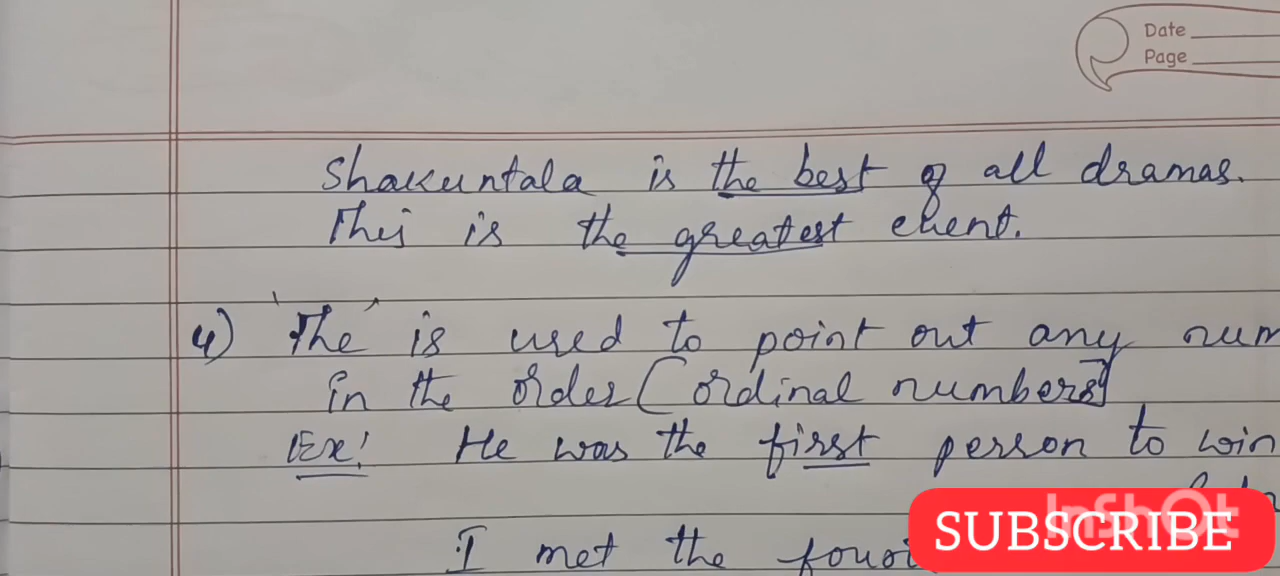 Date
Page
Shakuntala is the best of all dramas.
This is the greatest event.
4) 'The' is used to point out any num
in the order (ordinal numbers)
Ex! He was the first person to win
I met the
InShOt
SUBSCRIBE